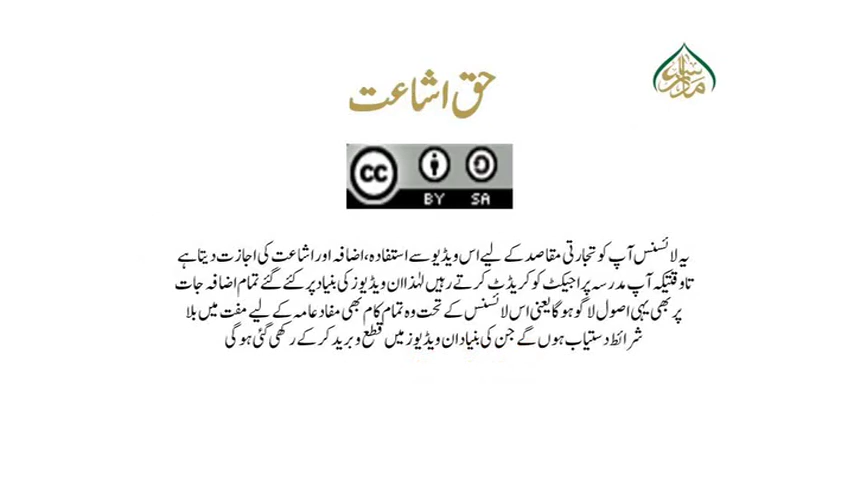 حق اشاعت
مدرسہ
cc
BY SA
یہ لائسنس آپ کو تجارتی مقاصد کے لیے اس ویڈیو سے استفادہ، اضافہ اور اشاعت کی اجازت دیتا ہے
تاوقتیکہ آپ مدرسہ پراجیکٹ کو کریڈٹ کرتے رہیں لہٰذا ان ویڈیوز کی بنیاد پر کئے گئے تمام اضافہ جات
پر بھی یہی اصول لاگو ہوگا یعنی اس لائسنس کے تحت وہ تمام کام بھی مفاد عامہ کے لیے مفت میں بلا
شرائط دستیاب ہوں گے جن کی بنیاد ان ویڈیوز میں قطع و برید کر کے رکھی گئی ہوگی